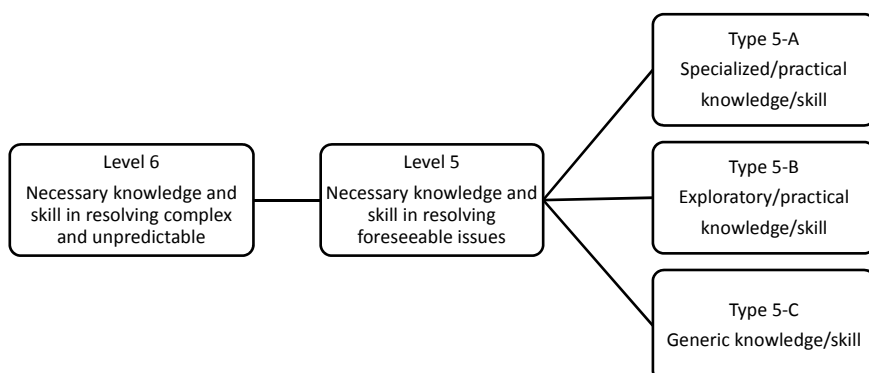 Level 6
Necessary knowledge and
skill in resolving complex
and unpredictable
Level 5
Necessary knowledge and
skill in resolving
foreseeable issues
Type 5-A
Specialized/practical
knowledge/skill
Type 5-B
Exploratory/practical
knowledge/skill
Type 5-C
Generic knowledge/skill